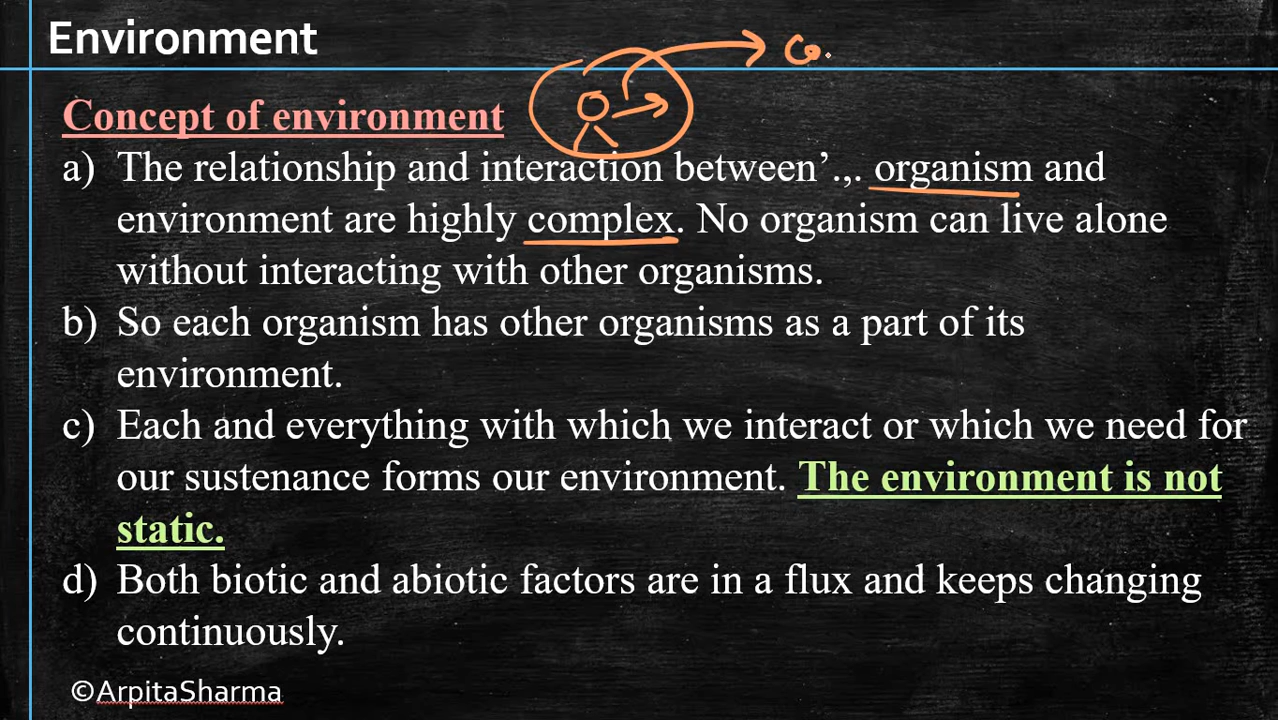 Environment
Co.
Concept of environment
a) The relationship and interaction between’.,. organism and
environment are highly complex. No organism can live alone
without interacting with other organisms.
b) So each organism has other organisms as a part of its
environment.
c) Each and everything with which we interact or which we need for
our sustenance forms our environment. The environment is not
static.
d) Both biotic and abiotic factors are in a flux and keeps changing
continuously.
©ArpitaSharma